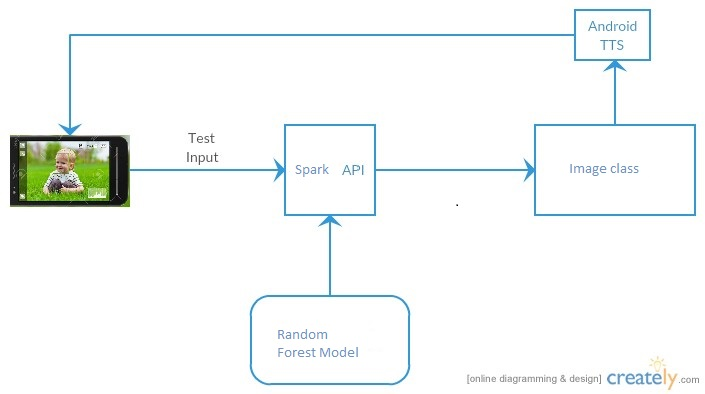 Android
TTS
Test
Input
Spark API
Image class
.
Random
Forest Model
[online diagramming & design] creately.com